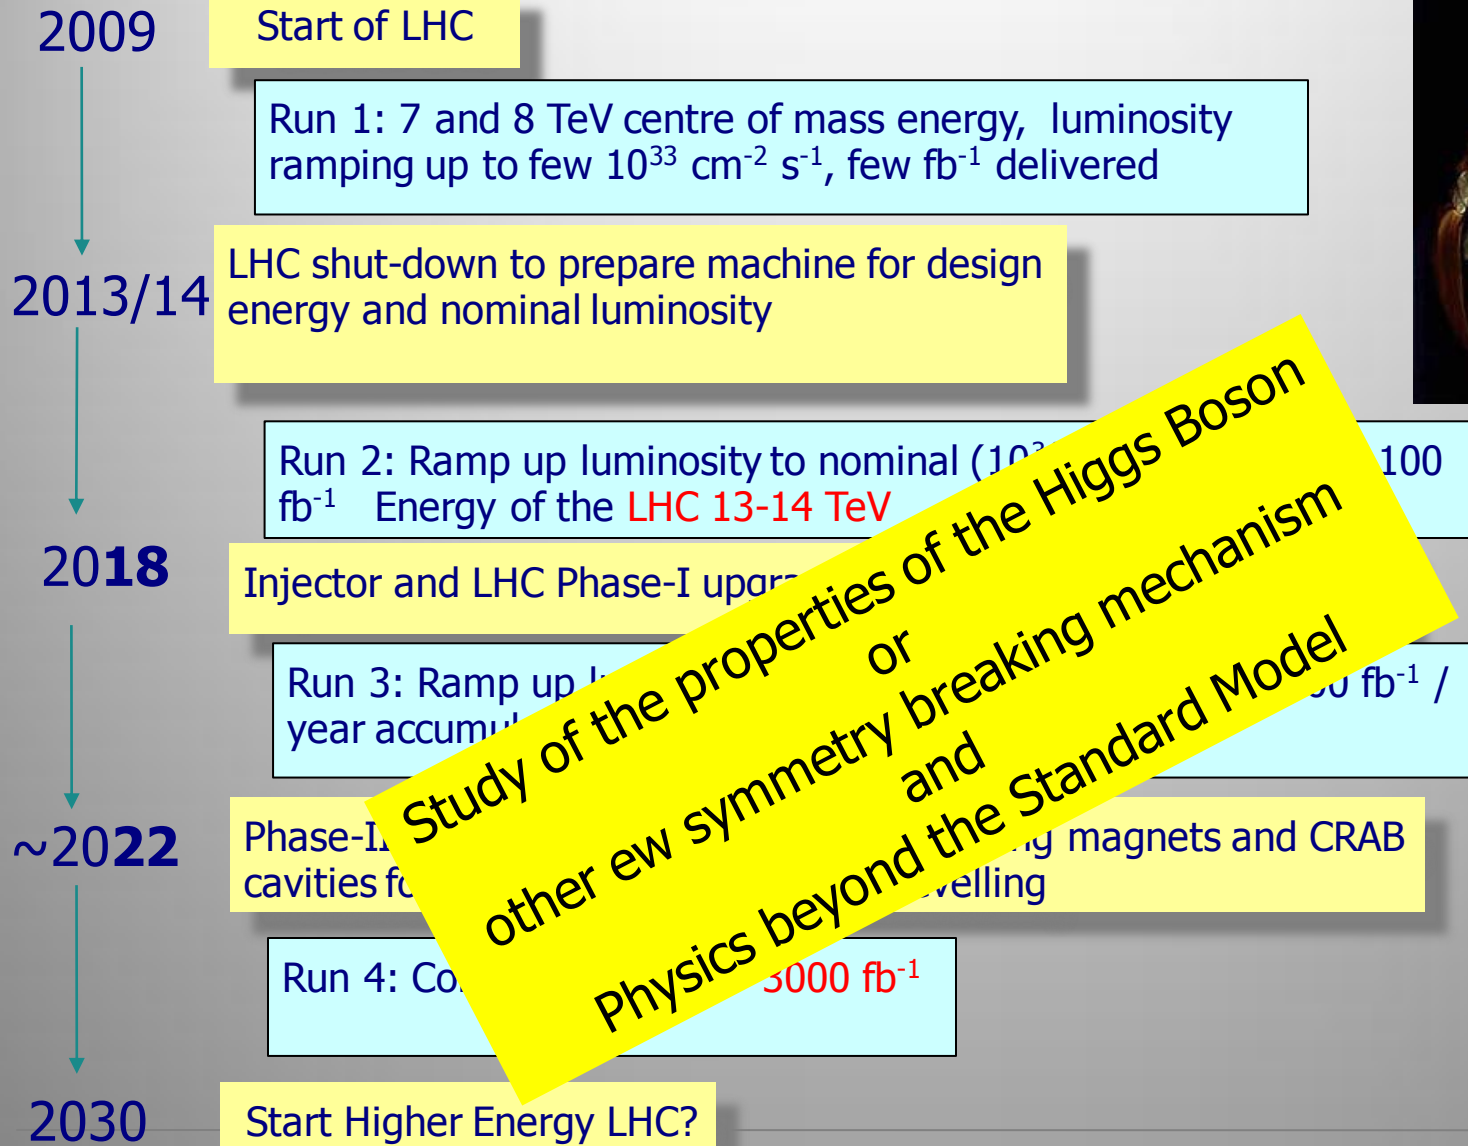 2009
Start of LHC
Run 1: 7 and 8 TeV centre of mass energy, luminosity
ramping up to few 10³³ cm⁻² s⁻¹, few fb⁻¹ delivered
2013/14
LHC shut-down to prepare machine for design
energy and nominal luminosity
Run 2: Ramp up luminosity to nominal (10 100
fb⁻¹ Energy of the LHC 13-14 TeV
2018
Injector and LHC Phase-I
Run 3: Ramp up fb⁻¹ /
year
~2022
magnets and CRAB
cavities
Run 4: 3000 fb⁻¹
2030
Start Higher Energy LHC?
Study of the properties of the Higgs Boson
or
other ew symmetry breaking mechanism
and
Physics beyond the Standard Model